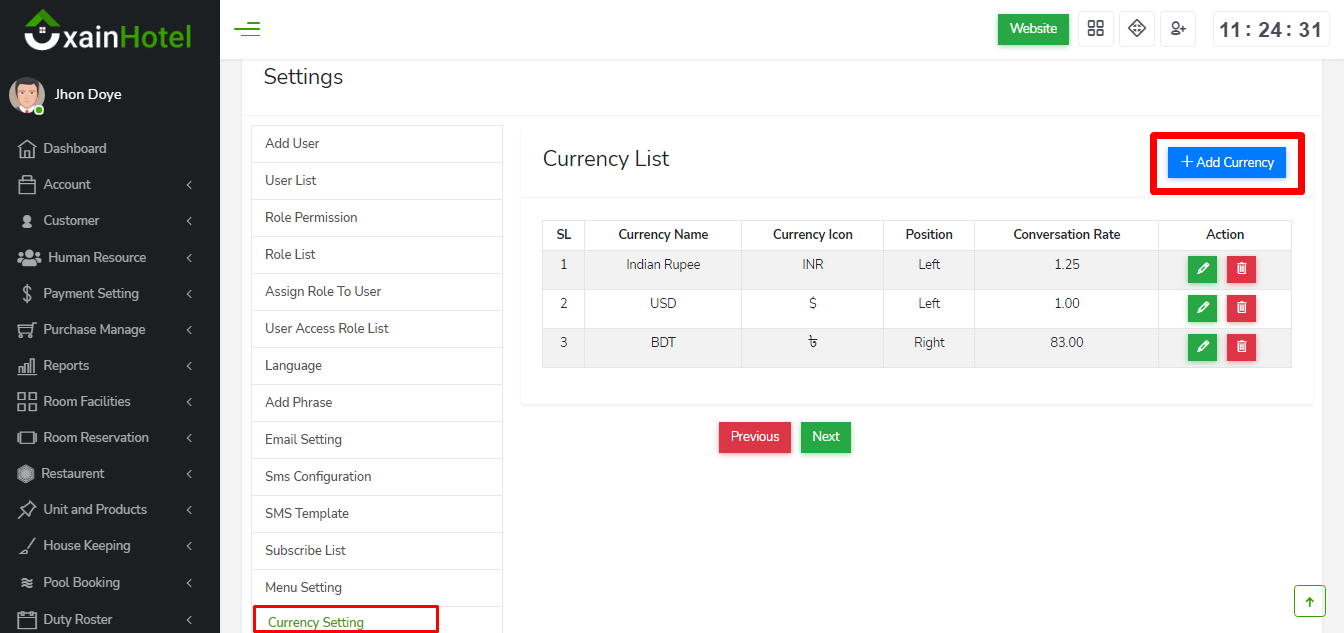 xainHotel
Website
11 : 24 : 31
Jhon Doye
Dashboard
Account
Customer
Human Resource
Payment Setting
Purchase Manage
Reports
Room Facilities
Room Reservation
Restaurent
Unit and Products
House Keeping
Pool Booking
Duty Roster
Settings
Add User
User List
Role Permission
Role List
Assign Role To User
User Access Role List
Language
Add Phrase
Email Setting
Sms Configuration
SMS Template
Subscribe List
Menu Setting
Currency Setting
Currency List
+ Add Currency
SL Currency Name Currency Icon Position Conversation Rate Action
1 Indian Rupee INR Left 1.25
2 USD $ Left 1.00
3 BDT ৳ Right 83.00
Previous Next